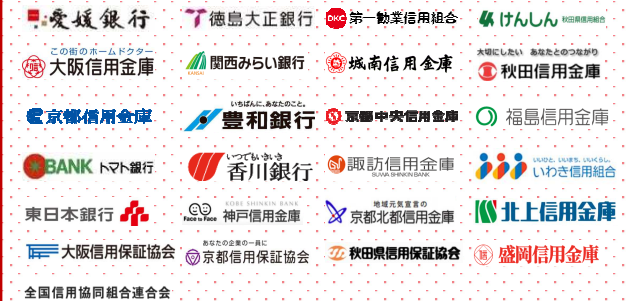 愛媛銀行
徳島大正銀行
DKC 第一勧業信用組合
けんしん 秋田県信用組合
この街のホームドクター
大阪信用金庫
KANSAI 関西みらい銀行
城南信用金庫
大切にしたい あなたとのつながり
秋田信用金庫
京都信用金庫
いちばんに、あなたのこと。
豊和銀行
京都中央信用金庫
福島信用金庫
BANK トマト銀行
いつでもいきいき
香川銀行
諏訪信用金庫
SUWA SHINKIN BANK
いいひと、いいまち、いいくらし。
いわき信用組合
東日本銀行
KOBE SHINKIN BANK
Face to Face 神戸信用金庫
地域元気宣言の
京都北都信用金庫
北上信用金庫
大阪信用保証協会
あなたの企業の一員に
京都信用保証協会
秋田県信用保証協会
盛岡信用金庫
全国信用協同組合連合会